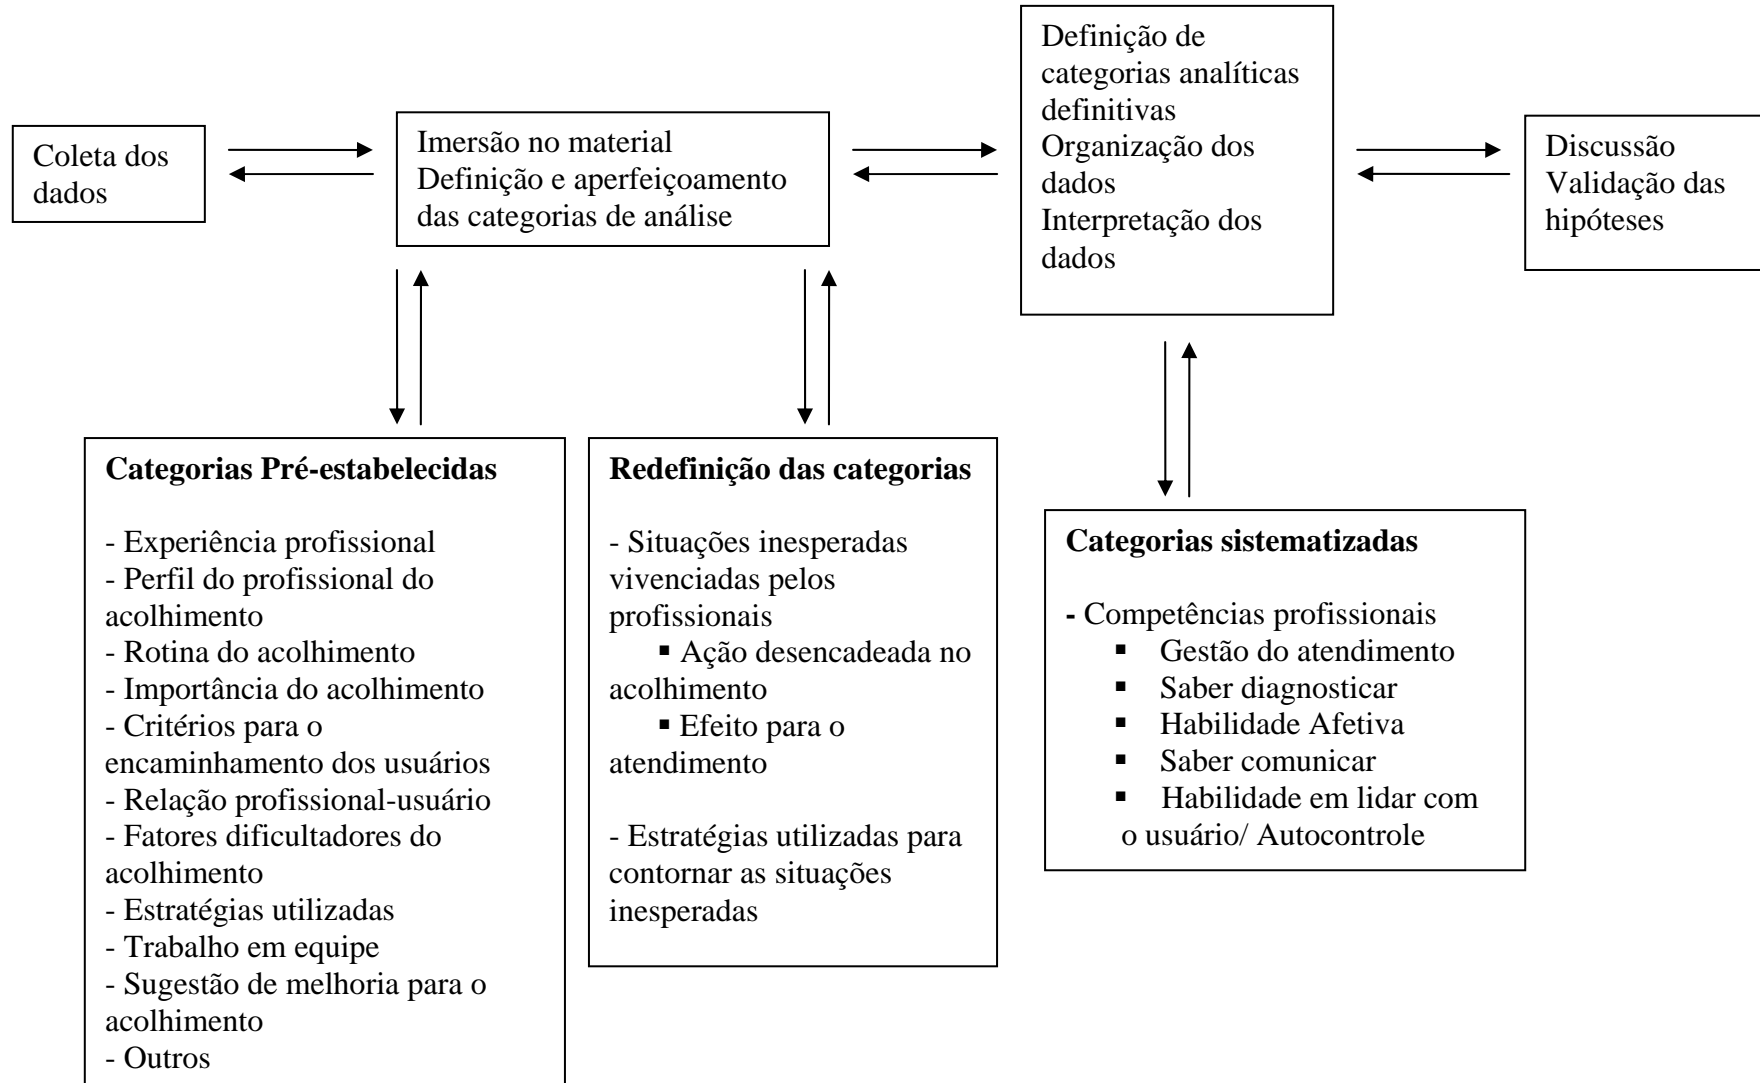 Coleta dos
dados
Imersão no material
Definição e aperfeiçoamento
das categorias de análise
Definição de
categorias analíticas
definitivas
Organização dos
dados
Interpretação dos
dados
Discussão
Validação das
hipóteses
Categorias Pré-estabelecidas
- Experiência profissional
- Perfil do profissional do
acolhimento
- Rotina do acolhimento
- Importância do acolhimento
- Critérios para o
encaminhamento dos usuários
- Relação profissional-usuário
- Fatores dificultadores do
acolhimento
- Estratégias utilizadas
- Trabalho em equipe
- Sugestão de melhoria para o
acolhimento
- Outros
Redefinição das categorias
- Situações inesperadas
vivenciadas pelos
profissionais
▪ Ação desencadeada no
acolhimento
▪ Efeito para o
atendimento
- Estratégias utilizadas para
contornar as situações
inesperadas
Categorias sistematizadas
- Competências profissionais
▪ Gestão do atendimento
▪ Saber diagnosticar
▪ Habilidade Afetiva
▪ Saber comunicar
▪ Habilidade em lidar com
o usuário/ Autocontrole